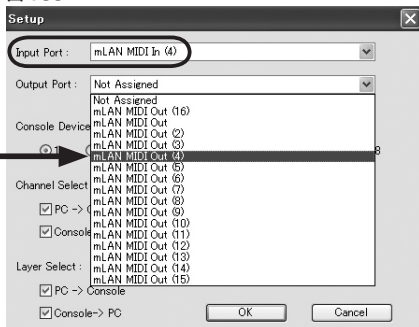 Setup
Input Port : mLAN MIDI In (4)
Output Port : Not Assigned
Not Assigned
mLAN MIDI Out (16)
mLAN MIDI Out
Console Device
mLAN MIDI Out (2)
mLAN MIDI Out (3)
1
mLAN MIDI Out (4)
8
mLAN MIDI Out (5)
mLAN MIDI Out (6)
Channel Select
mLAN MIDI Out (7)
mLAN MIDI Out (8)
PC ->
mLAN MIDI Out (9)
mLAN MIDI Out (10)
Console
mLAN MIDI Out (11)
mLAN MIDI Out (12)
mLAN MIDI Out (13)
Layer Select :
mLAN MIDI Out (14)
mLAN MIDI Out (15)
PC -> Console
Console-> PC
OK
Cancel